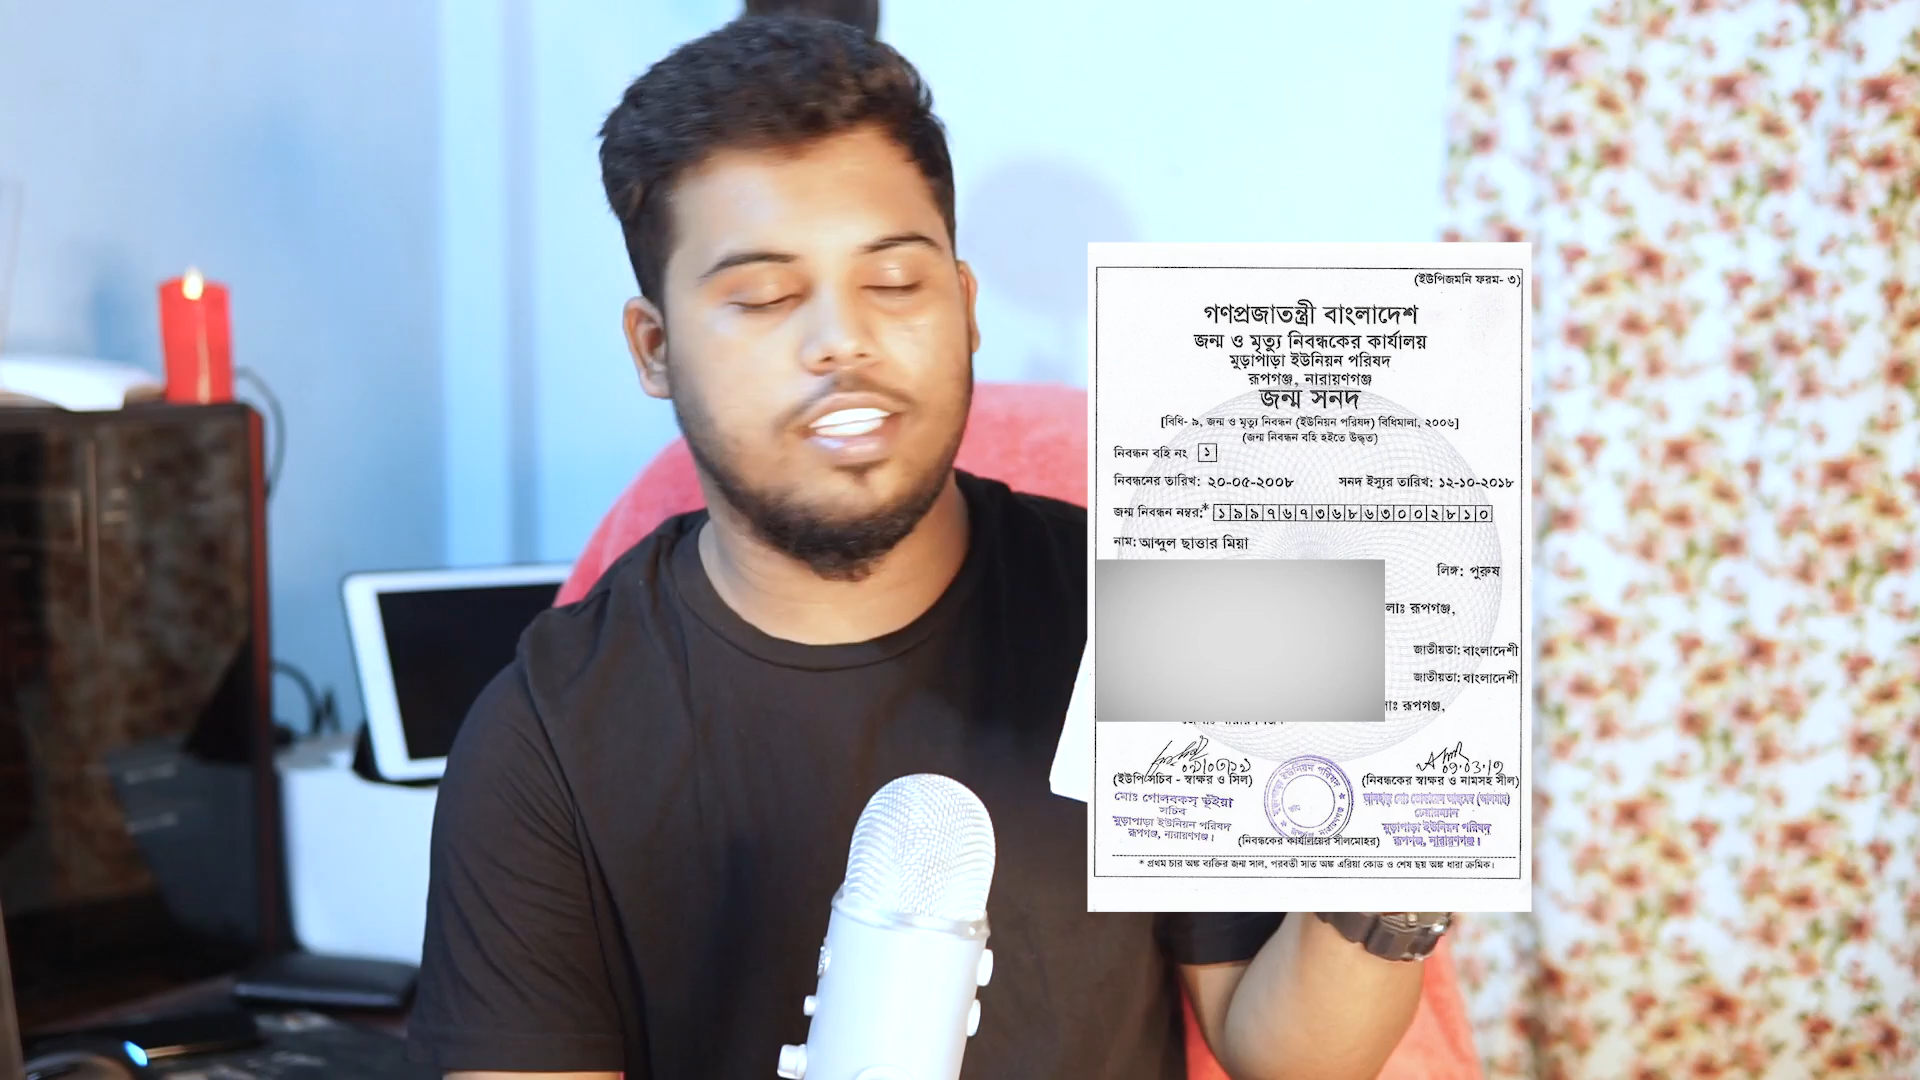 (ইউপিজমনি ফরম- ৩)
গণপ্রজাতন্ত্রী বাংলাদেশ
জন্ম ও মৃত্যু নিবন্ধকের কার্যালয়
মুড়াপাড়া ইউনিয়ন পরিষদ
রূপগঞ্জ, নারায়ণগঞ্জ
জন্ম সনদ
[বিধি- ৯, জন্ম ও মৃত্যু নিবন্ধন (ইউনিয়ন পরিষদ) বিধিমালা, ২০০৬]
(জন্ম নিবন্ধন বহি হইতে উদ্ধৃত)
নিবন্ধন বহি নং ১
নিবন্ধনের তারিখ: ২০-০৫-২০০৮ সনদ ইস্যুর তারিখ: ১২-১০-২০১৮
জন্ম নিবন্ধন নম্বর:* ১৯৯৭৬৭৩৬৮৬৩০০২৮১০
নাম: আব্দুল ছাত্তার মিয়া
লিঙ্গ: পুরুষ
রূপগঞ্জ,
জাতীয়তা: বাংলাদেশী
জাতীয়তা: বাংলাদেশী
রূপগঞ্জ,
(ইউপি সচিব - স্বাক্ষর ও সিল) (নিবন্ধকের স্বাক্ষর ও নামসহ সীল)
মোঃ গোলবকস্ ভূঁইয়া
সচিব
মুড়াপাড়া ইউনিয়ন পরিষদ
রূপগঞ্জ, নারায়ণগঞ্জ।
চেয়ারম্যান
মুড়াপাড়া ইউনিয়ন পরিষদ
রূপগঞ্জ, নারায়ণগঞ্জ।
(নিবন্ধকের কার্যালয়ের সীলমোহর)
* প্রথম চার অঙ্ক ব্যক্তির জন্ম সাল, পরবর্তী সাত অঙ্ক এরিয়া কোড ও শেষ ছয় অঙ্ক ধারা ক্রমিক।